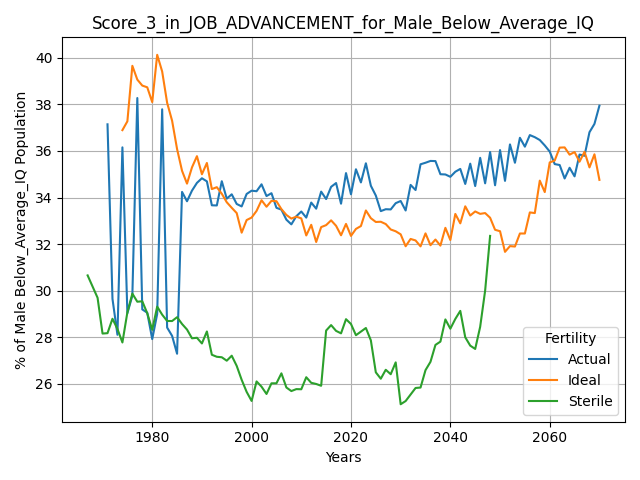 Score_3_in_JOB_ADVANCEMENT_for_Male_Below_Average_IQ
% of Male Below_Average_IQ Population
40
38
36
34
32
30
28
26
1980 2000 2020 2040 2060
Years
Fertility
Actual
Ideal
Sterile